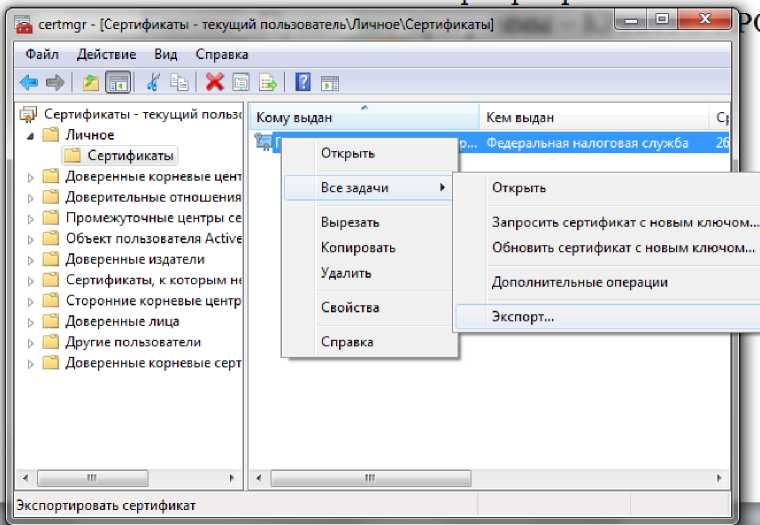 certmgr - [Сертификаты - текущий пользователь\Личное\Сертификаты]
Файл Действие Вид Справка
Сертификаты - текущий польз
Личное
Сертификаты
Доверенные корневые цент
Доверительные отношения
Промежуточные центры се
Объект пользователя Active
Доверенные издатели
Сертификаты, к которым не
Сторонние корневые центр
Доверенные лица
Другие пользователи
Доверенные корневые серт
Кому выдан Кем выдан Ср
р... Федеральная налоговая служба 26
Открыть
Все задачи
Вырезать
Копировать
Удалить
Свойства
Справка
Открыть
Запросить сертификат с новым ключом...
Обновить сертификат с новым ключом...
Дополнительные операции
Экспорт...
Экспортировать сертификат